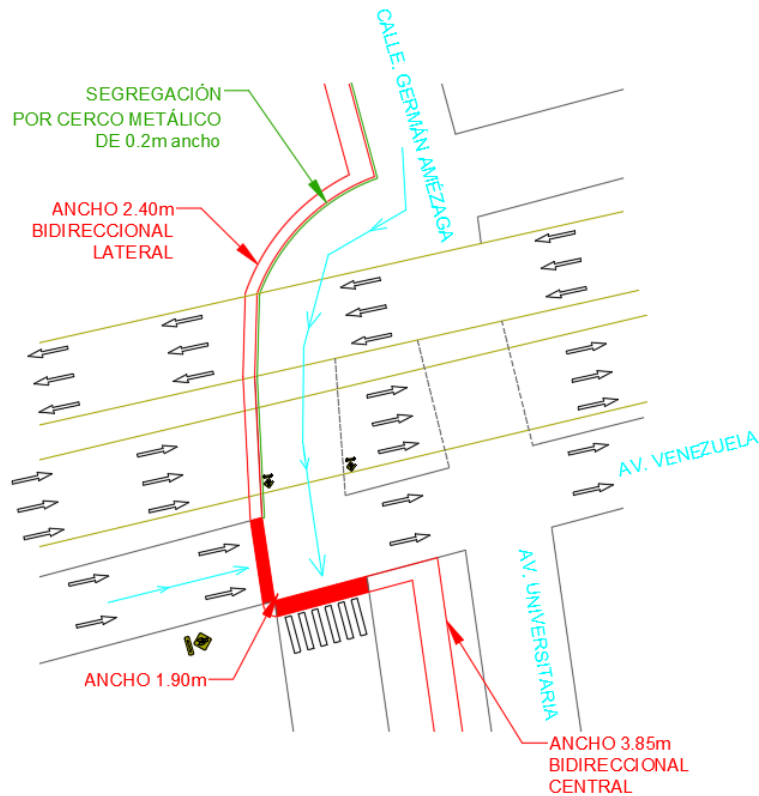 CALLE. GERMÁN AMÉZAGA
SEGREGACIÓN
POR CERCO METÁLICO
DE 0.2m ancho
ANCHO 2.40m
BIDIRECCIONAL
LATERAL
AV. VENEZUELA
AV. UNIVERSITARIA
ANCHO 1.90m
ANCHO 3.85m
BIDIRECCIONAL
CENTRAL